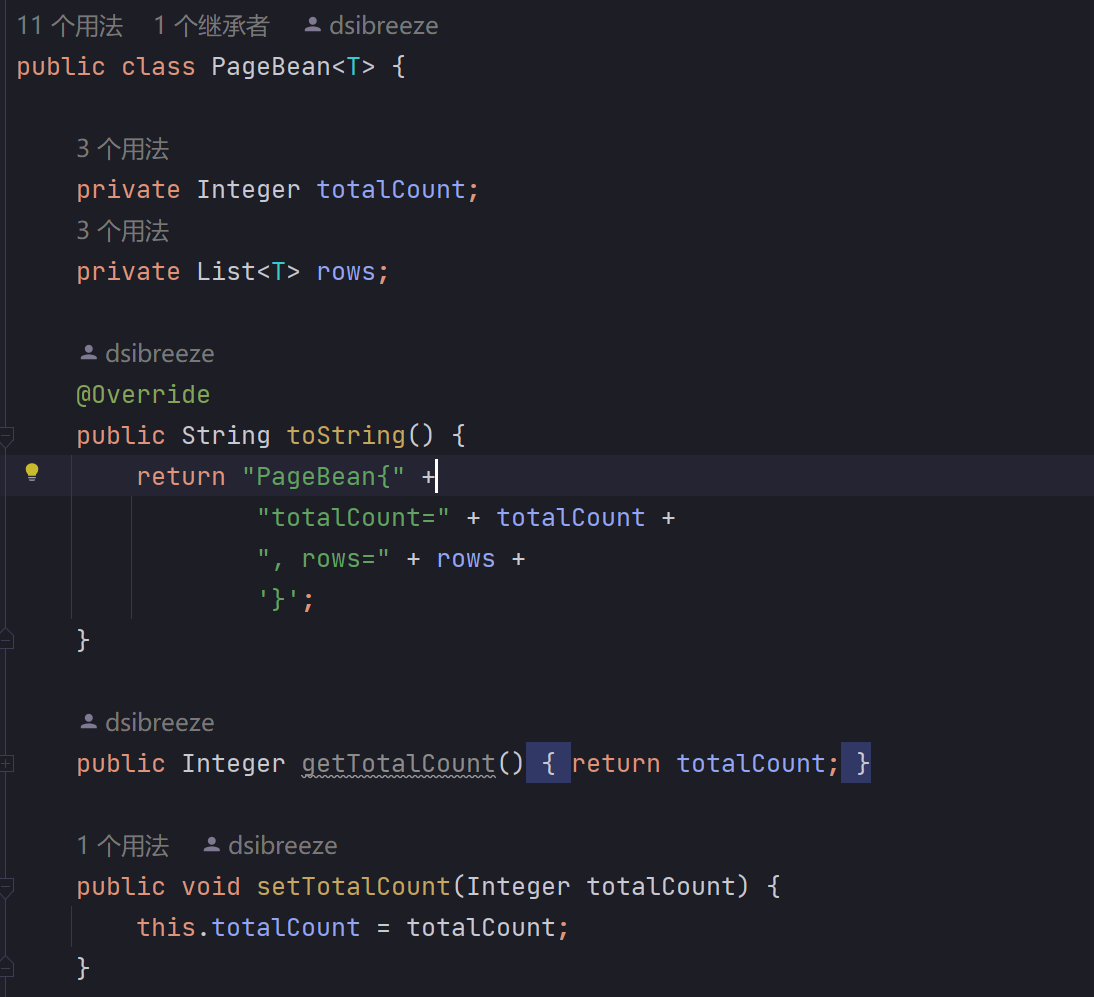 11 个用法 1 个继承者 dsibreeze
public class PageBean<T> {
3 个用法
private Integer totalCount;
3 个用法
private List<T> rows;
dsibreeze
@Override
public String toString() {
return "PageBean{" +
"totalCount=" + totalCount +
", rows=" + rows +
'}';
}
dsibreeze
public Integer getTotalCount() { return totalCount; }
1 个用法 dsibreeze
public void setTotalCount(Integer totalCount) {
this.totalCount = totalCount;
}